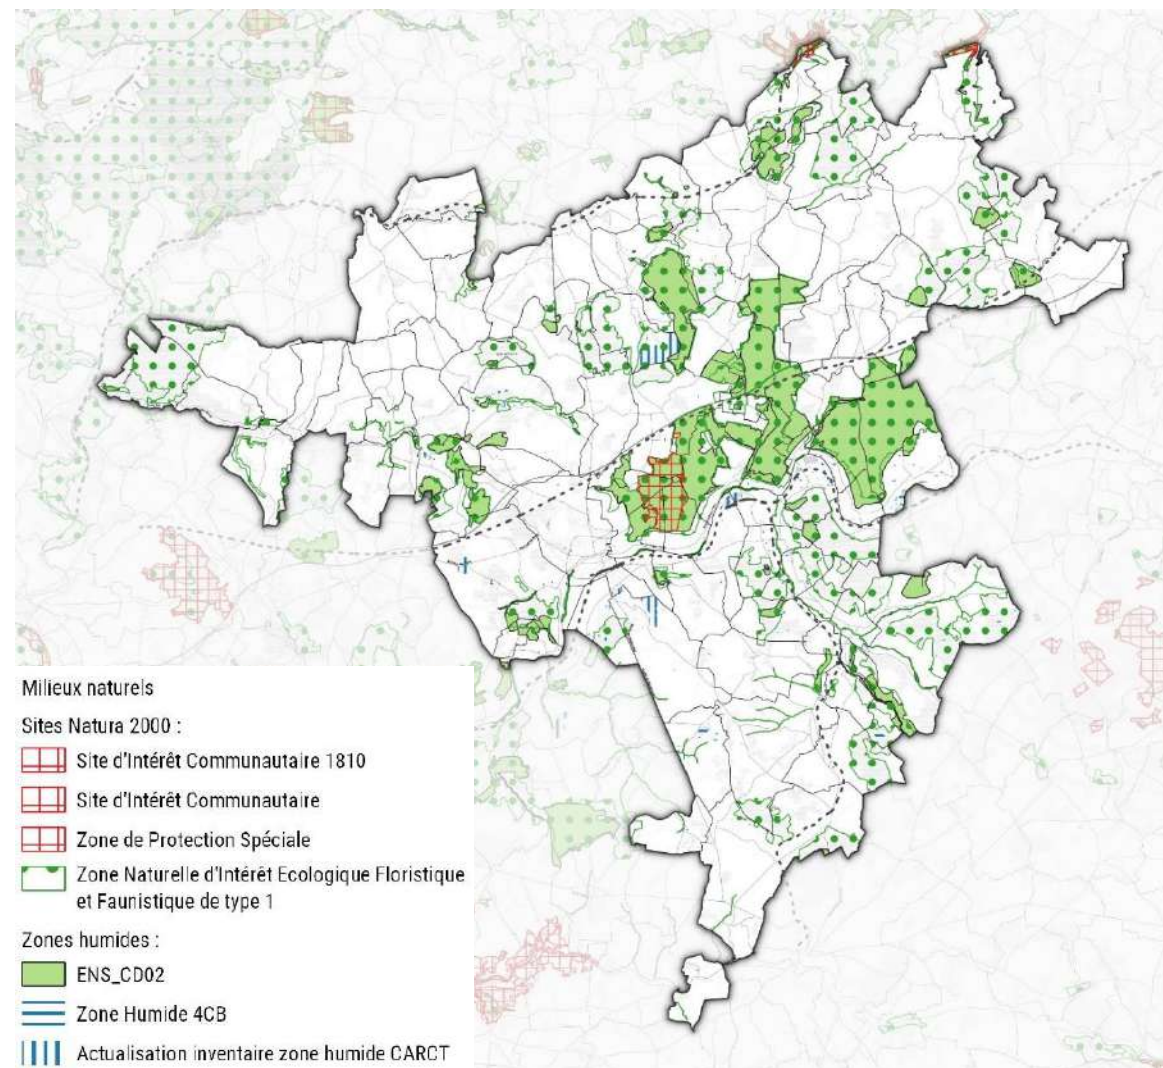 Milieux naturels
Sites Natura 2000 :
Site d'Intérêt Communautaire 1810
Site d'Intérêt Communautaire
Zone de Protection Spéciale
Zone Naturelle d'Intérêt Ecologique Floristique
et Faunistique de type 1
Zones humides :
ENS_CD02
Zone Humide 4CB
Actualisation inventaire zone humide CARCT